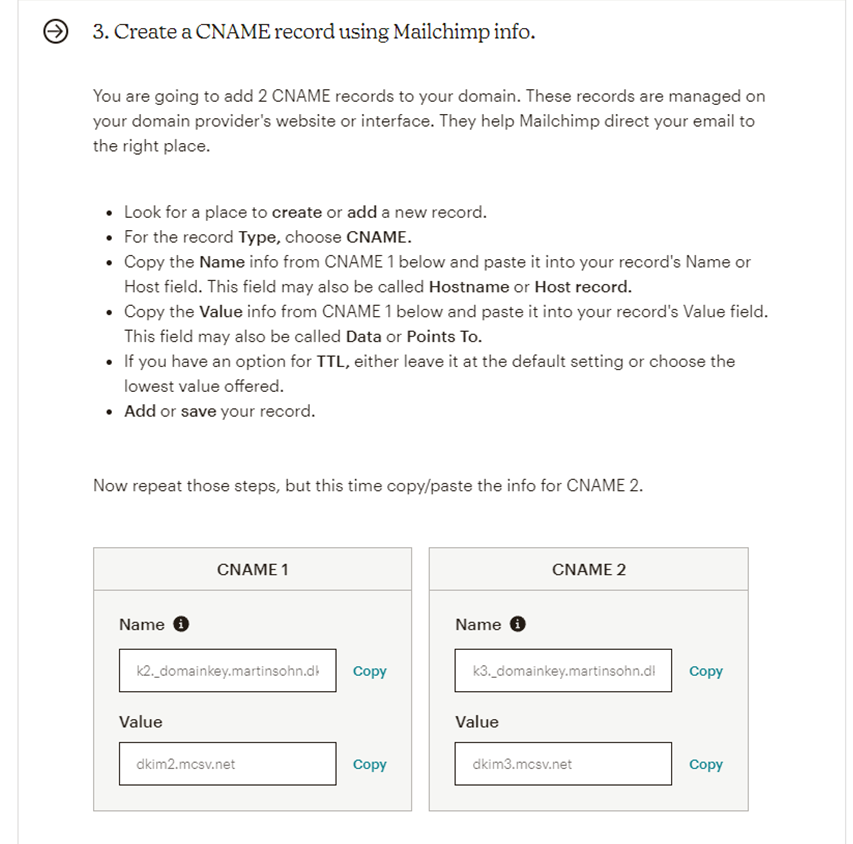 3. Create a CNAME record using Mailchimp info.
You are going to add 2 CNAME records to your domain. These records are managed on
your domain provider's website or interface. They help Mailchimp direct your email to
the right place.
• Look for a place to create or add a new record.
• For the record Type, choose CNAME.
• Copy the Name info from CNAME 1 below and paste it into your record's Name or
Host field. This field may also be called Hostname or Host record.
• Copy the Value info from CNAME 1 below and paste it into your record's Value field.
This field may also be called Data or Points To.
• If you have an option for TTL, either leave it at the default setting or choose the
lowest value offered.
• Add or save your record.
Now repeat those steps, but this time copy/paste the info for CNAME 2.
CNAME 1
Name
k2._domainkey.martinsohn.dk
Copy
Value
dkim2.mcsv.net
Copy
CNAME 2
Name
k3._domainkey.martinsohn.dl
Copy
Value
dkim3.mcsv.net
Copy